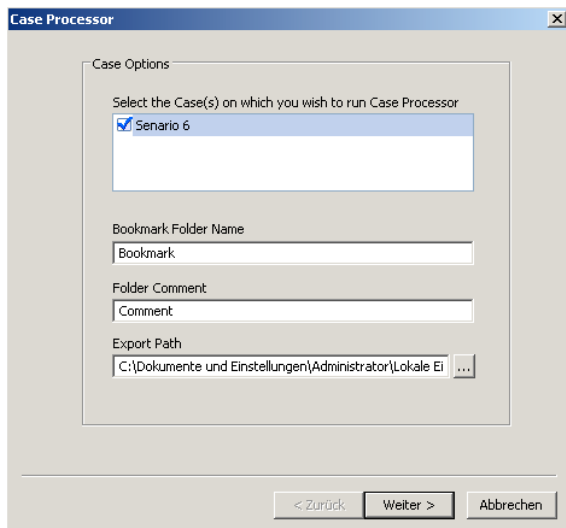 Case Processor
Case Options
Select the Case(s) on which you wish to run Case Processor
Senario 6
Bookmark Folder Name
Bookmark
Folder Comment
Comment
Export Path
C:\Dokumente und Einstellungen\Administrator\Lokale Ei
...
< Zurück
Weiter >
Abbrechen